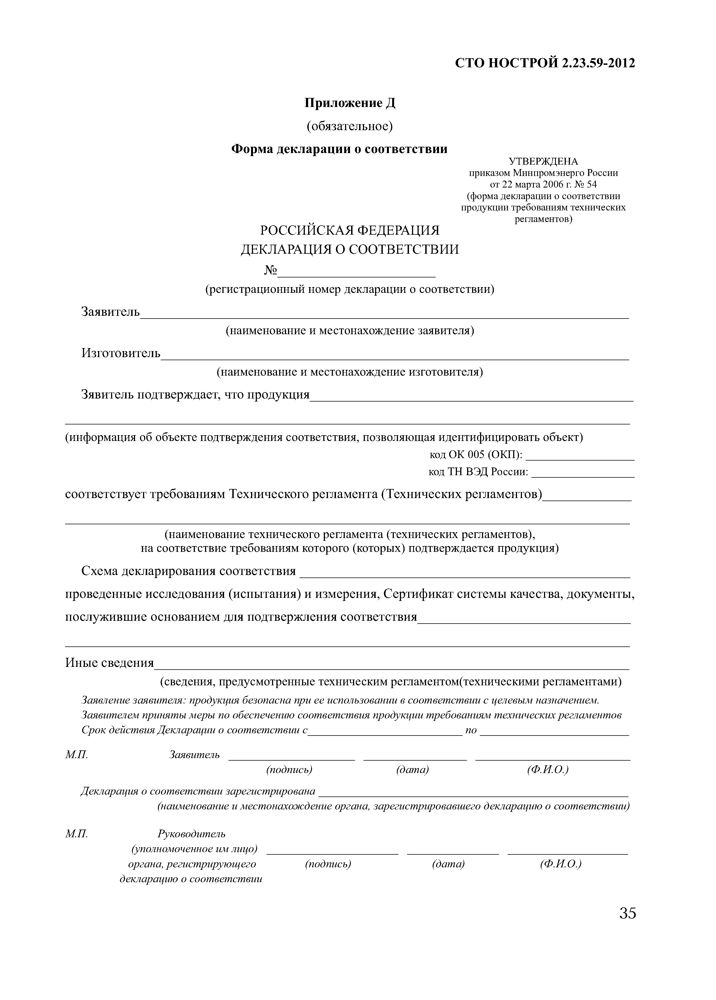 СТО НОСТРОЙ 2.23.59-2012
Приложение Д
(обязательное)
Форма декларации о соответствии
УТВЕРЖДЕНА
приказом Минпромэнерго России
от 22 марта 2006 г. № 54
(форма декларации о соответствии
продукции требованиям технических
регламентов)
РОССИЙСКАЯ ФЕДЕРАЦИЯ
ДЕКЛАРАЦИЯ О СООТВЕТСТВИИ
№
(регистрационный номер декларации о соответствии)
Заявитель
(наименование и местонахождение заявителя)
Изготовитель
(наименование и местонахождение изготовителя)
Зявитель подтверждает, что продукция
(информация об объекте подтверждения соответствия, позволяющая идентифицировать объект)
код ОК 005 (ОКП):
код ТН ВЭД России:
соответствует требованиям Технического регламента (Технических регламентов)
(наименование технического регламента (технических регламентов),
на соответствие требованиям которого (которых) подтверждается продукция)
Схема декларирования соответствия
проведенные исследования (испытания) и измерения, Сертификат системы качества, документы,
послужившие основанием для подтвержления соответствия
Иные сведения
(сведения, предусмотренные техническим регламентом(техническими регламентами)
Заявление заявителя: продукция безопасна при ее использовании в соответствии с целевым назначением.
Заявителем приняты меры по обеспечению соответствия продукции требованиям технических регламентов
Срок действия Декларации о соответствии с по
М.П. Заявитель
(подпись) (дата) (Ф.И.О.)
Декларация о соответствии зарегистрирована
(наименование и местонахождение органа, зарегистрировавшего декларацию о соответствии)
М.П. Руководитель
(уполномоченное им лицо)
органа, регистрирующего (подпись) (дата) (Ф.И.О.)
декларацию о соответствии
35